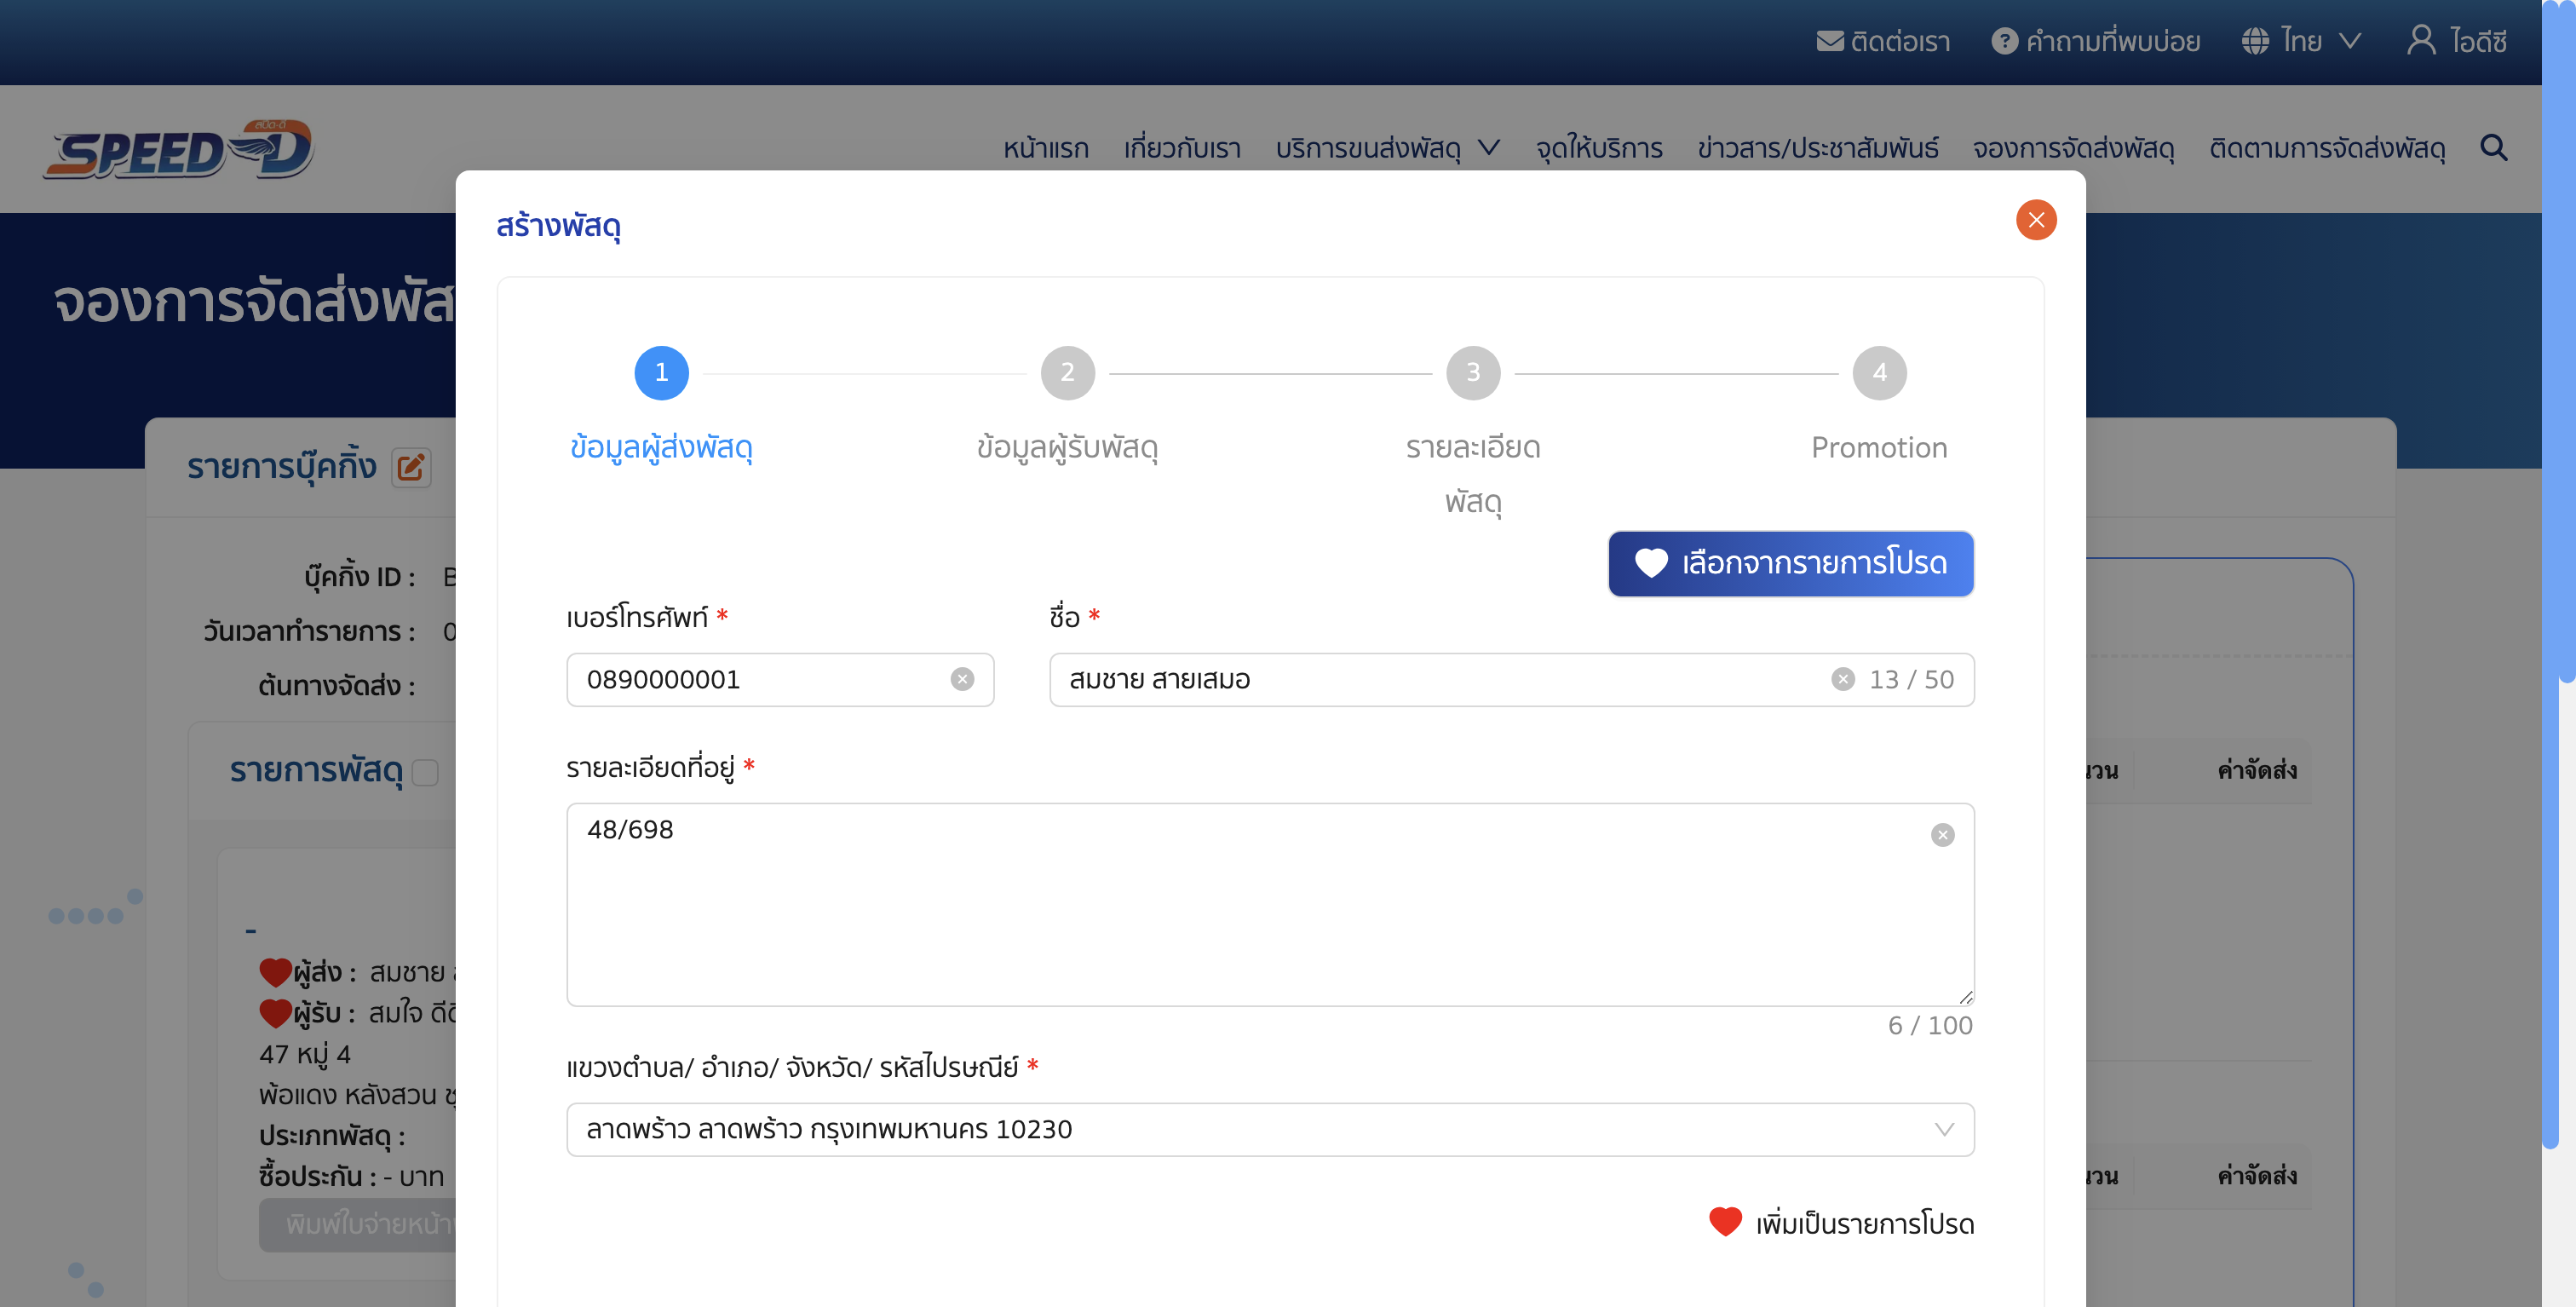 ติดต่อเรา คำถามที่พบบ่อย ไทย ไอดีซี
สปีด-ดี
SPEED-D
หน้าแรก เกี่ยวกับเรา บริการขนส่งพัสดุ จุดให้บริการ ข่าวสาร/ประชาสัมพันธ์ จองการจัดส่งพัสดุ ติดตามการจัดส่งพัสดุ
จองการจัดส่งพัส
สร้างพัสดุ
1 2 3 4
ข้อมูลผู้ส่งพัสดุ ข้อมูลผู้รับพัสดุ รายละเอียด Promotion
พัสดุ
เลือกจากรายการโปรด
เบอร์โทรศัพท์ * ชื่อ *
0890000001 สมชาย สายเสมอ 13 / 50
รายละเอียดที่อยู่ *
48/698
6 / 100
แขวงตำบล/ อำเภอ/ จังหวัด/ รหัสไปรษณีย์ *
ลาดพร้าว ลาดพร้าว กรุงเทพมหานคร 10230
เพิ่มเป็นรายการโปรด
รายการบุ๊คกิ้ง
บุ๊คกิ้ง ID : B
วันเวลาทำรายการ : 0
ต้นทางจัดส่ง :
รายการพัสดุ
-
ผู้ส่ง : สมชาย
ผู้รับ : สมใจ
47 หมู่ 4
พ้อแดง หลังสวน
ประเภทพัสดุ :
ซื้อประกัน : - บาท
พิมพ์ใบจ่ายหน้า
ค่าจัดส่ง
ค่าจัดส่ง